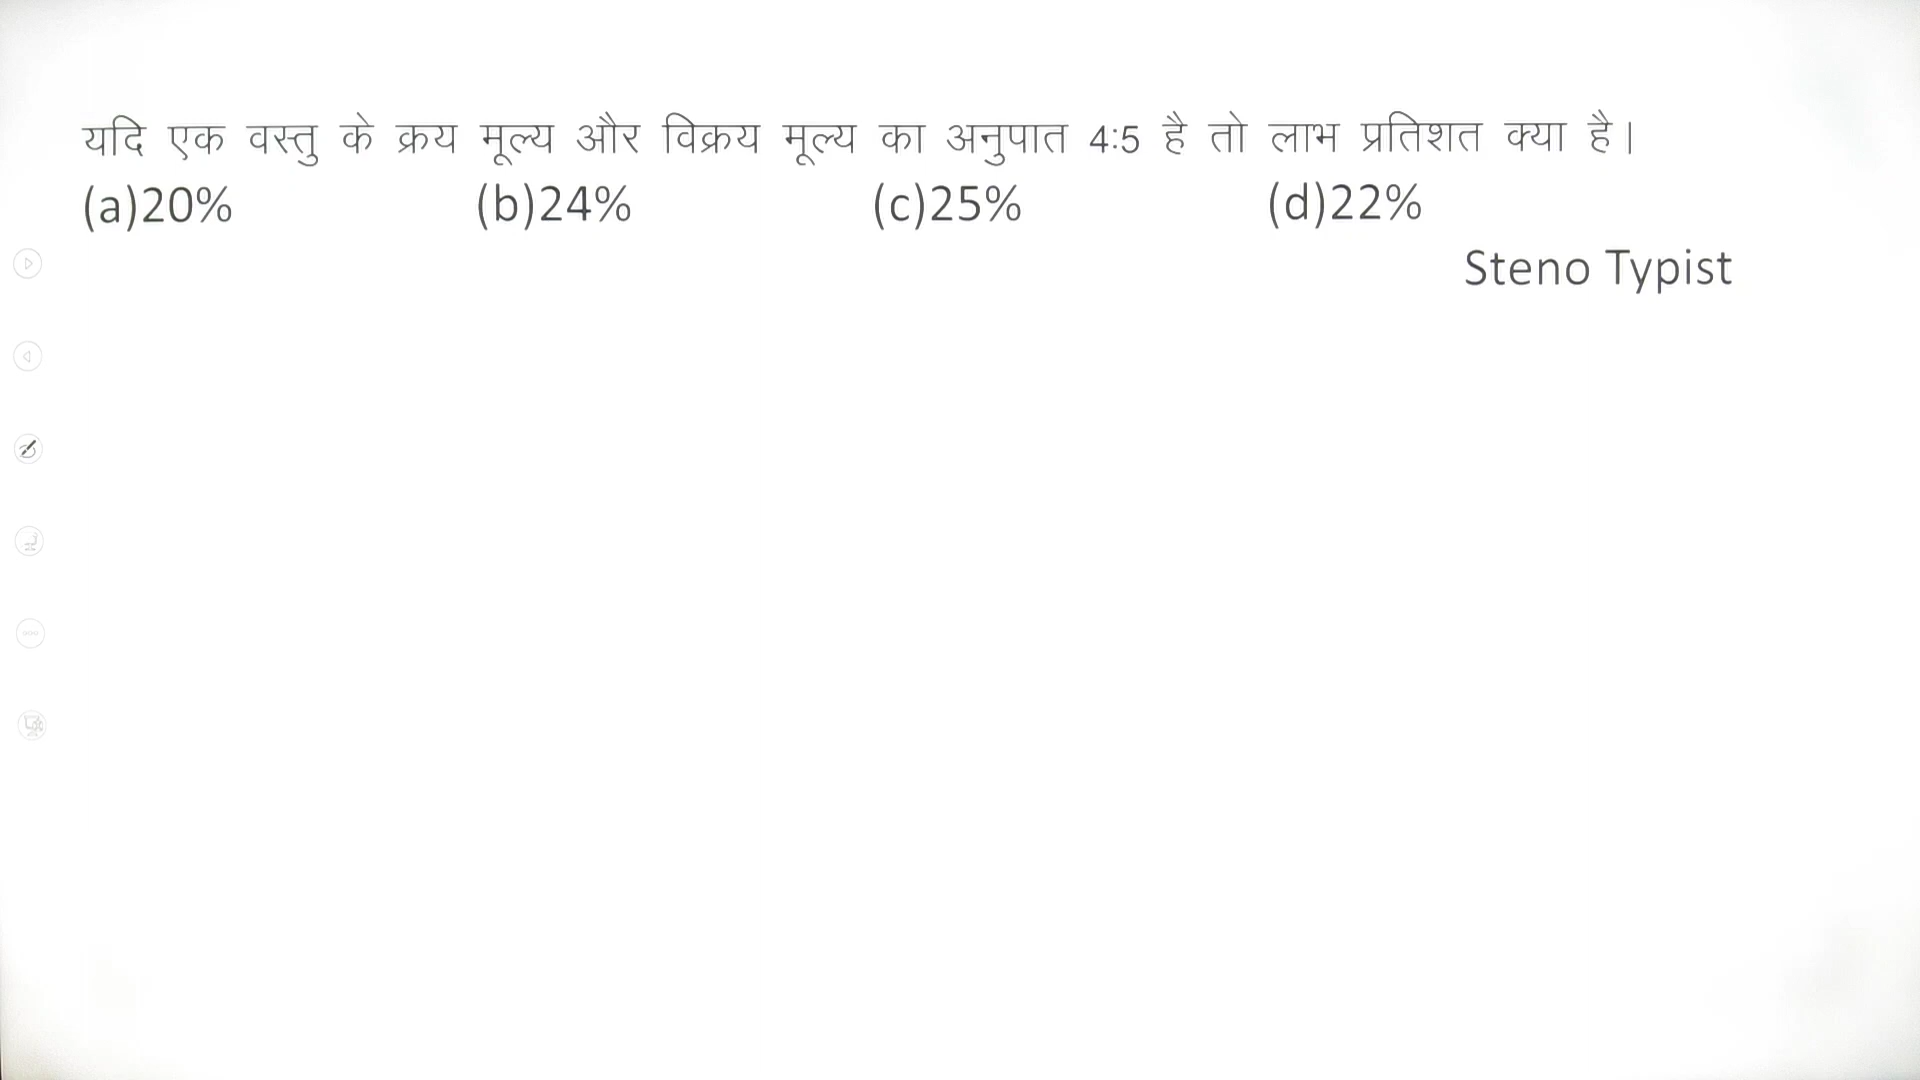 यदि एक वस्तु के क्रय मूल्य और विक्रय मूल्य का अनुपात 4:5 है तो लाभ प्रतिशत क्या है।
(a)20% (b)24% (c)25% (d)22%
Steno Typist